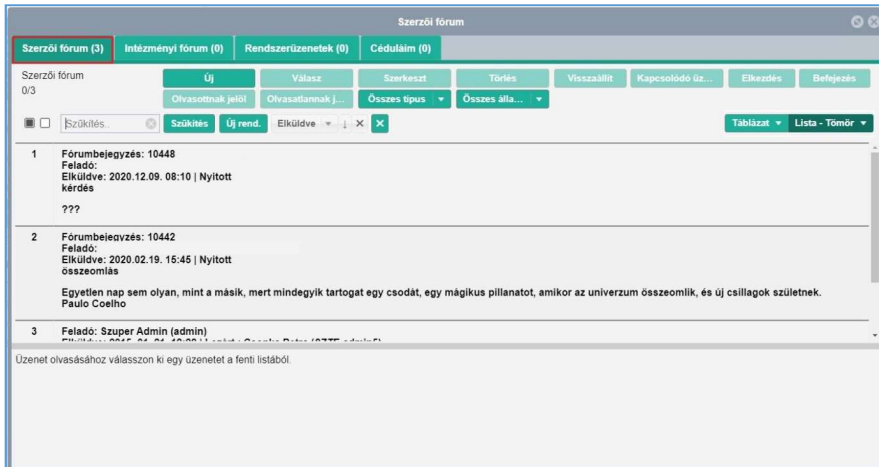 Szerzői fórum
Szerzői fórum (3) Intézményi fórum (0) Rendszerüzenetek (0) Céduláim (0)
Szerzői fórum
0/3
Új Válasz Szerkeszt Törlés Visszaállít Kapcsolódó üz... Elkezdés Befejezés
Olvasottnak jelöl Olvasatlannak j... Összes típus Összes álla...
Szűkítés.. Szűkítés Új rend. Elküldve Táblázat Lista - Tömör
1 Fórumbejegyzés: 10448
Feladó:
Elküldve: 2020.12.09. 08:10 | Nyitott
kérdés
???
2 Fórumbejegyzés: 10442
Feladó:
Elküldve: 2020.02.19. 15:45 | Nyitott
összeomlás
Egyetlen nap sem olyan, mint a másik, mert mindegyik tartogat egy csodát, egy mágikus pillanatot, amikor az univerzum összeomlik, és új csillagok születnek.
Paulo Coelho
3 Feladó: Szuper Admin (admin)
Üzenet olvasásához válasszon ki egy üzenetet a fenti listából.